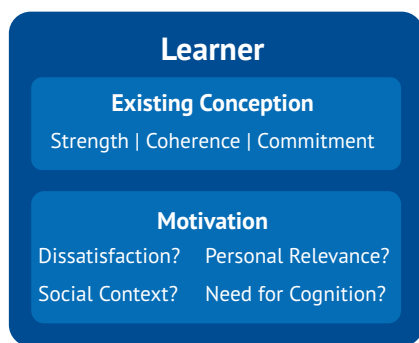 Learner
Existing Conception
Strength | Coherence | Commitment
Motivation
Dissatisfaction? Personal Relevance?
Social Context? Need for Cognition?